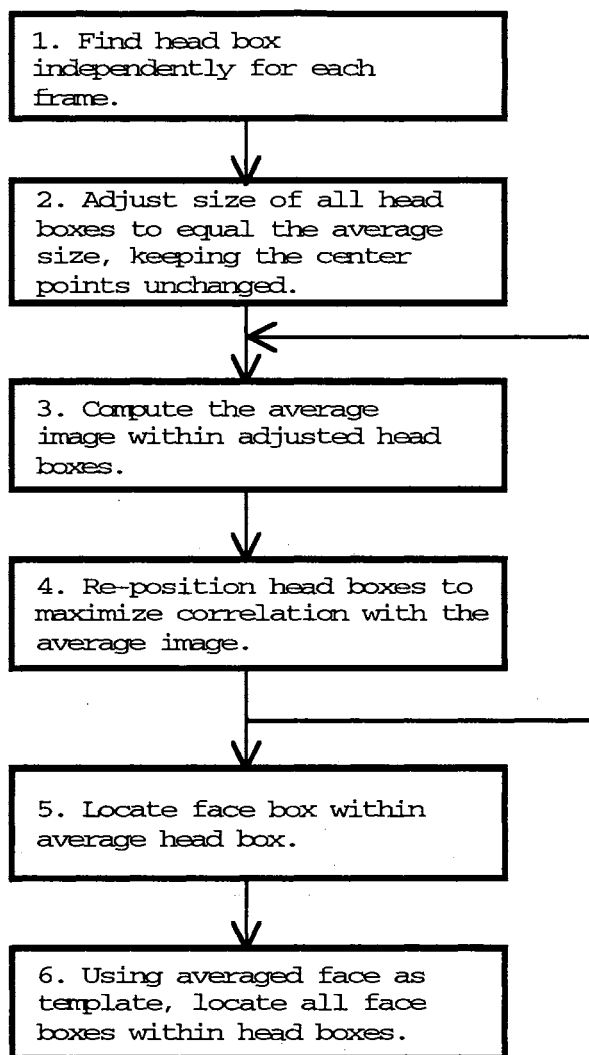 1. Find head box
independently for each
frame.
2. Adjust size of all head
boxes to equal the average
size, keeping the center
points unchanged.
3. Compute the average
image within adjusted head
boxes.
4. Re-position head boxes to
maximize correlation with the
average image.
5. Locate face box within
average head box.
6. Using averaged face as
template, locate all face
boxes within head boxes.